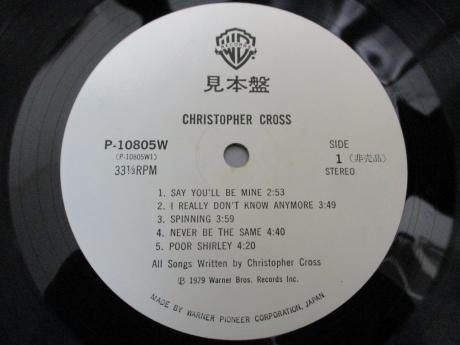 RECORDS
見本盤
CHRISTOPHER CROSS
P-10805W
(P-10805W1)
33⅓RPM
SIDE
1 (非売品)
STEREO
1. SAY YOU'LL BE MINE 2:53
2. I REALLY DON'T KNOW ANYMORE 3:49
3. SPINNING 3:59
4. NEVER BE THE SAME 4:40
5. POOR SHIRLEY 4:20
All Songs Written by Christopher Cross
℗ 1979 Warner Bros. Records Inc.
MADE BY WARNER PIONEER CORPORATION, JAPAN